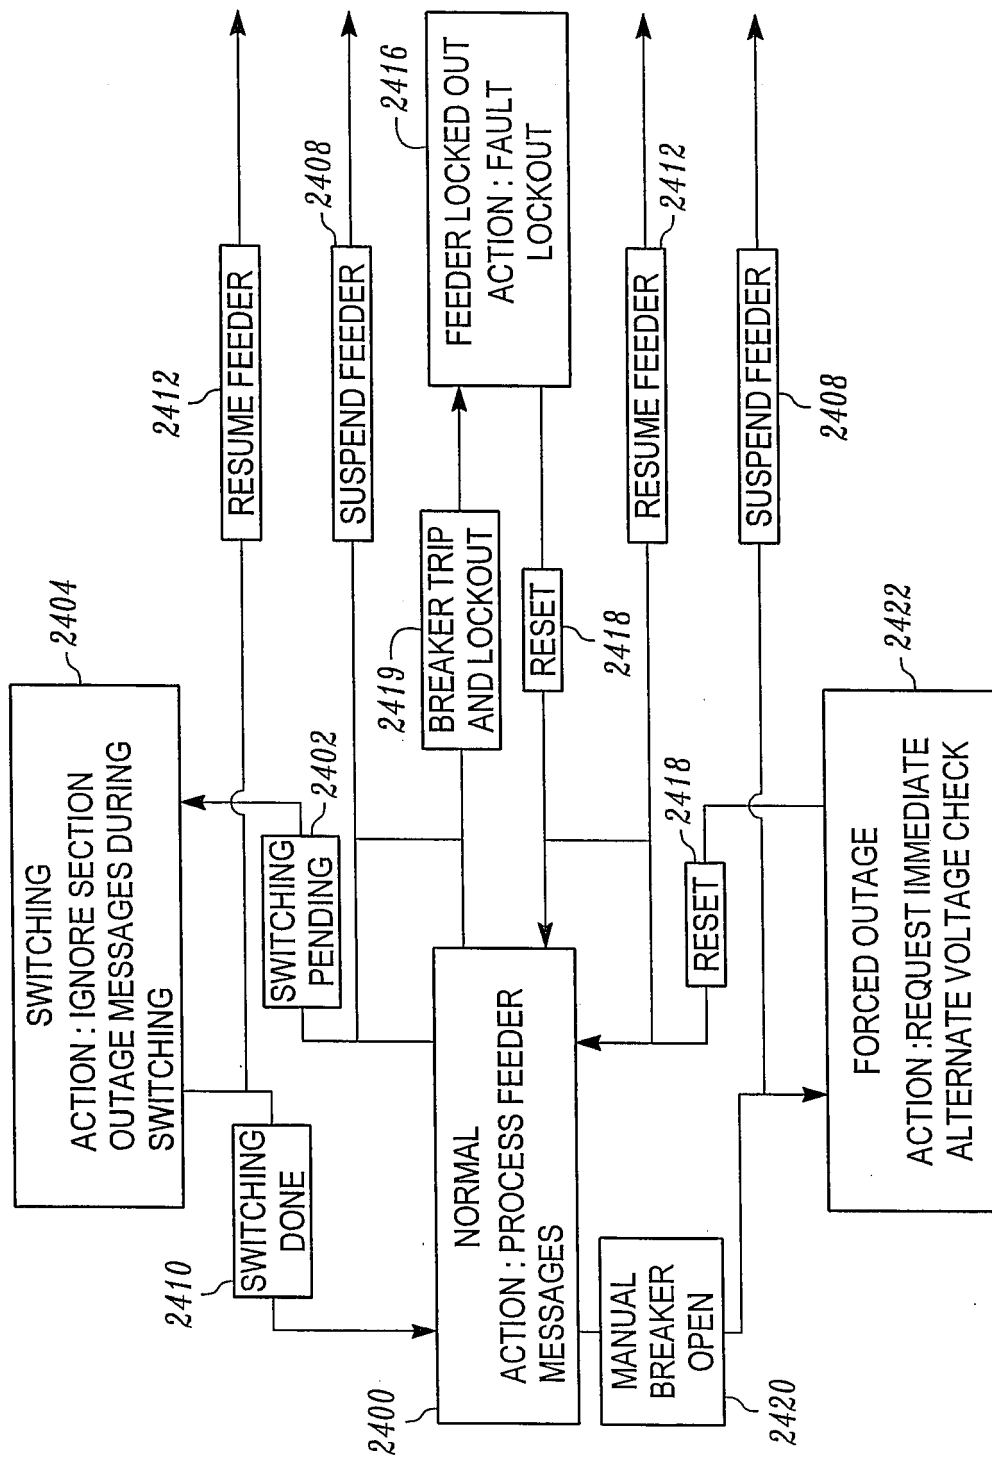 2404
SWITCHING
ACTION : IGNORE SECTION
OUTAGE MESSAGES DURING
SWITCHING
2412
RESUME FEEDER
2410
SWITCHING
DONE
SWITCHING
PENDING
2402
SUSPEND FEEDER
2408
2419
BREAKER TRIP
AND LOCKOUT
2416
FEEDER LOCKED OUT
ACTION : FAULT
LOCKOUT
2400
NORMAL
ACTION : PROCESS FEEDER
MESSAGES
RESET
2418
RESUME FEEDER
2412
MANUAL
BREAKER
OPEN
2420
RESET
2418
SUSPEND FEEDER
2408
2422
FORCED OUTAGE
ACTION :REQUEST IMMEDIATE
ALTERNATE VOLTAGE CHECK